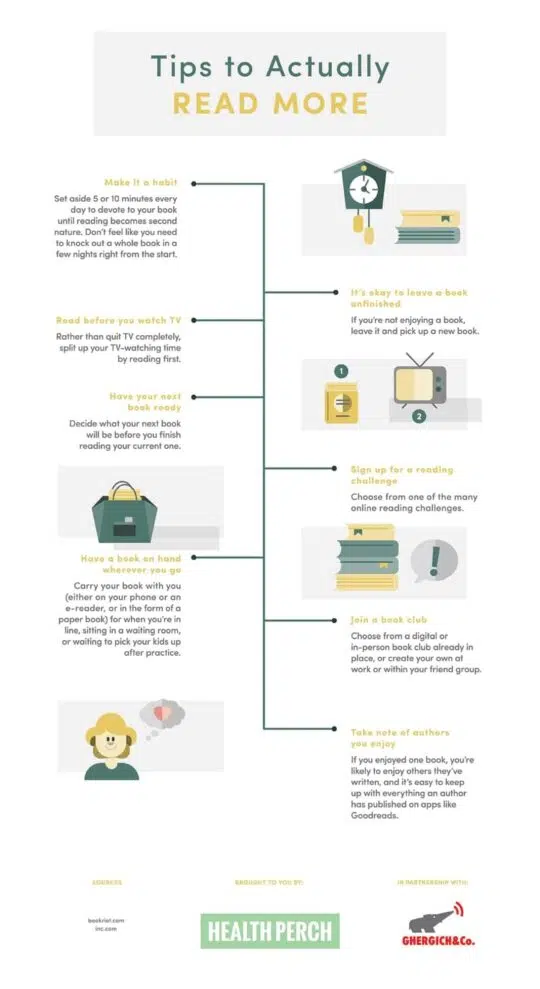 Tips to Actually
READ MORE
Make It a habit
Set aside 5 or 10 minutes every
day to devote to your book
until reading becomes second
nature. Don't feel like you need
to knock out a whole book in a
few nights right from the start.
It's okay to leave a book
unfinished
If you're not enjoying a book,
leave it and pick up a new book.
Read before you watch TV
Rather than quit TV completely,
split up your TV-watching time
by reading first.
1
2
Have your next
book ready
Decide what your next book
will be before you finish
reading your current one.
Sign up for a reading
challenge
Choose from one of the many
online reading challenges.
!
Have a book on hand
wherever you go
Carry your book with you
(either on your phone or an
e-reader, or in the form of a
paper book) for when you're in
line, sitting in a waiting room,
or waiting to pick your kids up
after practice.
Join a book club
Choose from a digital or
in-person book club already in
place, or create your own at
work or within your friend group.
Take note of authors
you enjoy
If you enjoyed one book, you're
likely to enjoy others they've
written, and it's easy to keep
up with everything an author
has published on apps like
Goodreads.
SOURCES
bookriot.com
inc.com
BROUGHT TO YOU BY:
HEALTH PERCH
IN PARTNERSHIP WITH:
GHERGICH&Co.